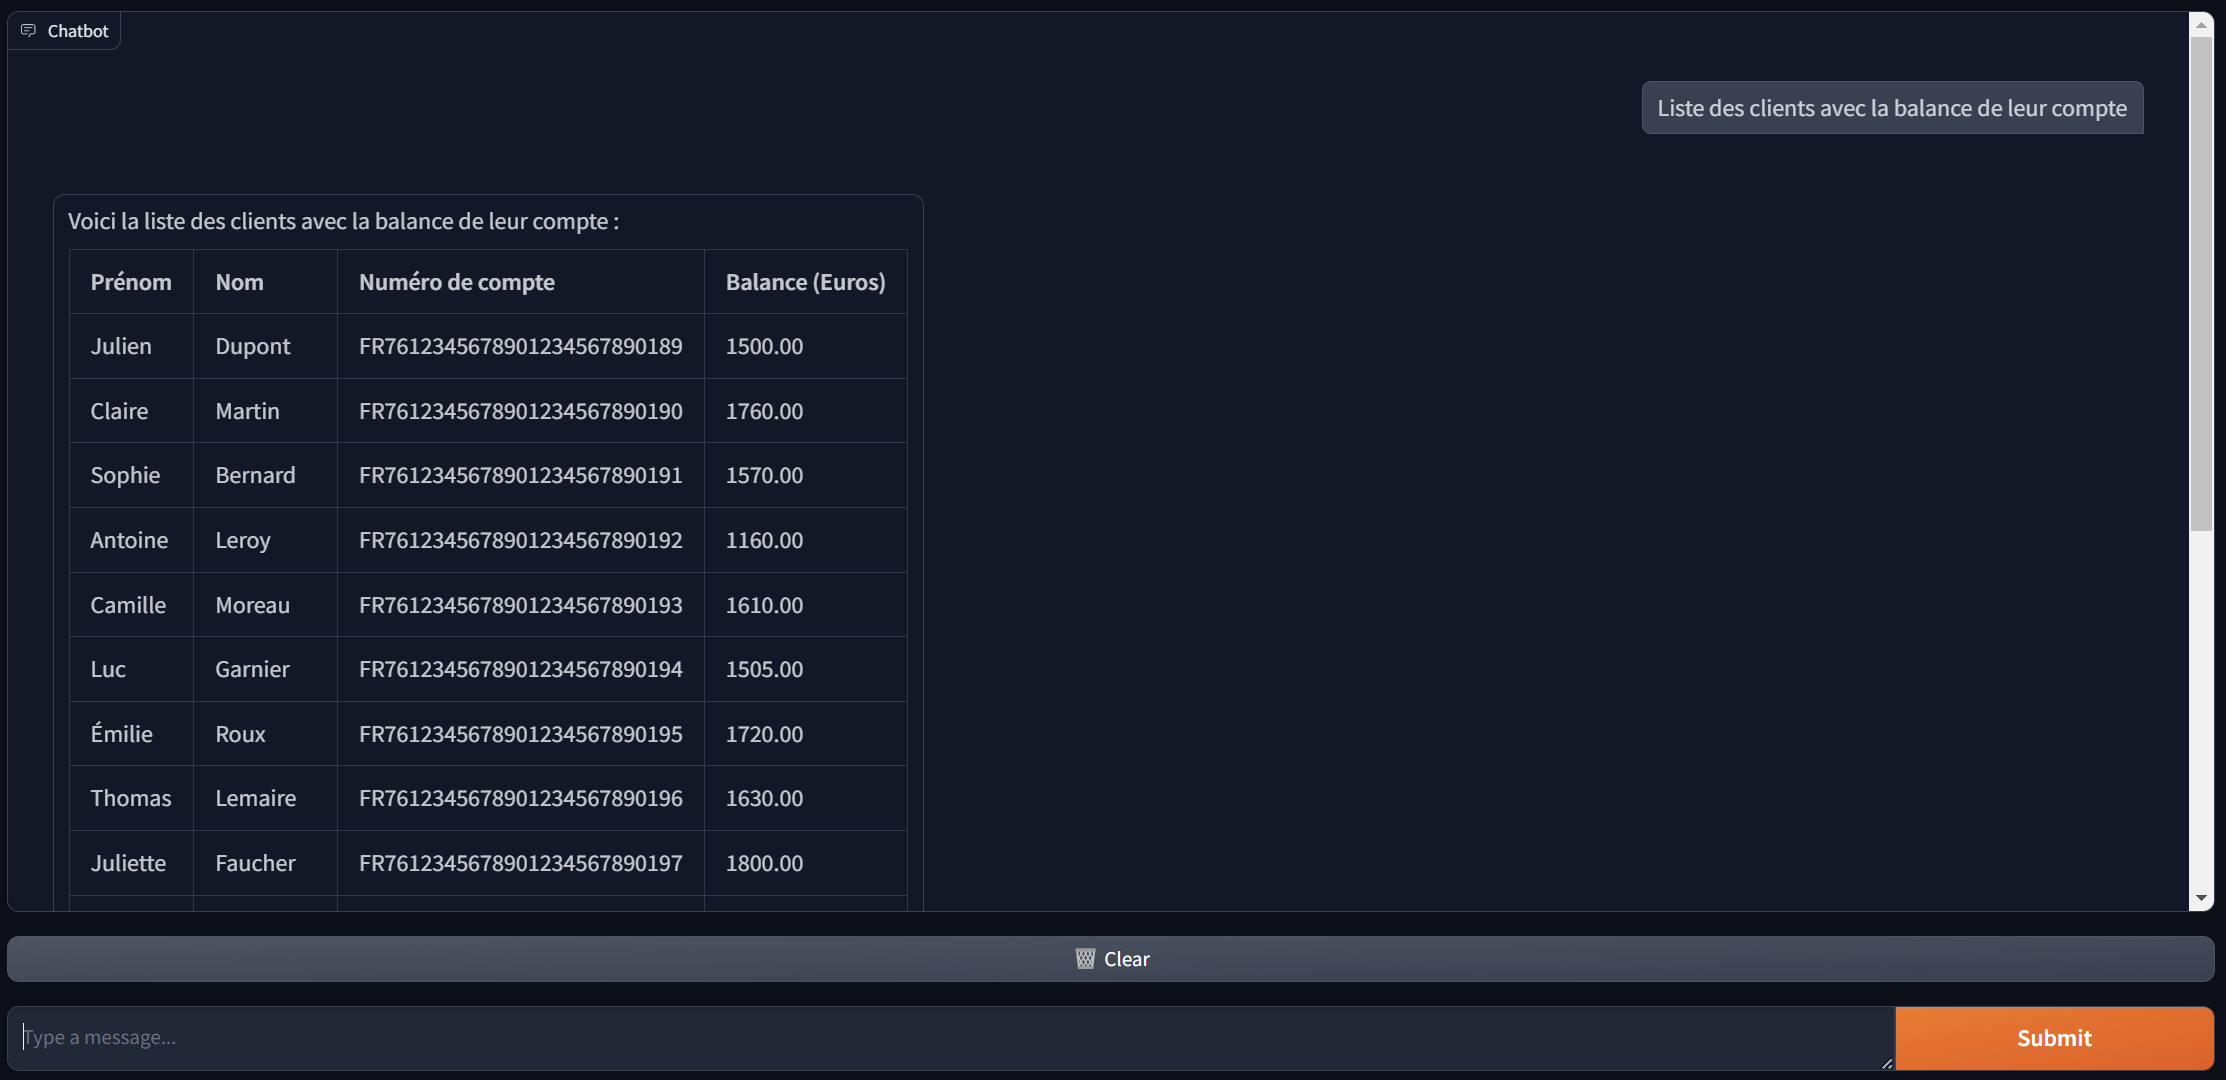 Chatbot
Liste des clients avec la balance de leur compte
Voici la liste des clients avec la balance de leur compte :
Prénom Nom Numéro de compte Balance (Euros)
Julien Dupont FR7612345678901234567890189 1500.00
Claire Martin FR7612345678901234567890190 1760.00
Sophie Bernard FR7612345678901234567890191 1570.00
Antoine Leroy FR7612345678901234567890192 1160.00
Camille Moreau FR7612345678901234567890193 1610.00
Luc Garnier FR7612345678901234567890194 1505.00
Émilie Roux FR7612345678901234567890195 1720.00
Thomas Lemaire FR7612345678901234567890196 1630.00
Juliette Faucher FR7612345678901234567890197 1800.00
Clear
Type a message...
Submit